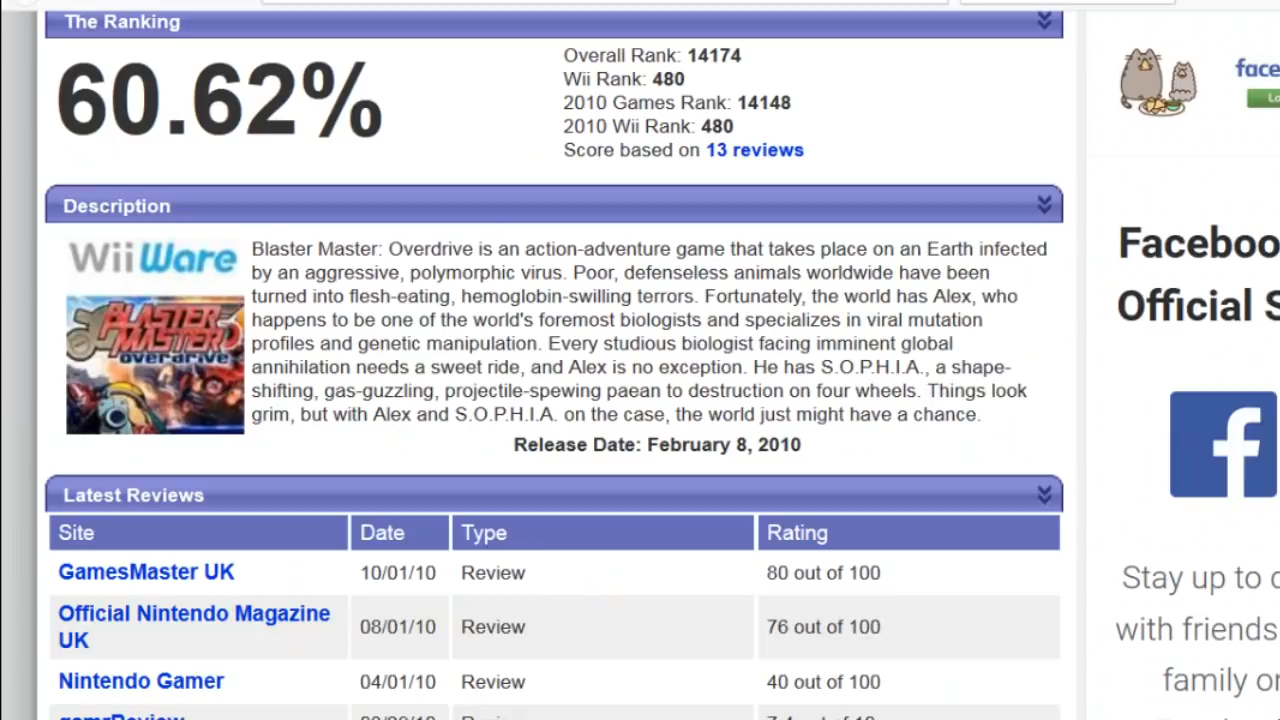 The Ranking
60.62%
Overall Rank: 14174
Wii Rank: 480
2010 Games Rank: 14148
2010 Wii Rank: 480
Score based on 13 reviews
Description
WiiWare
BLASTER
MASTER
overdrive
Blaster Master: Overdrive is an action-adventure game that takes place on an Earth infected
by an aggressive, polymorphic virus. Poor, defenseless animals worldwide have been
turned into flesh-eating, hemoglobin-swilling terrors. Fortunately, the world has Alex, who
happens to be one of the world's foremost biologists and specializes in viral mutation
profiles and genetic manipulation. Every studious biologist facing imminent global
annihilation needs a sweet ride, and Alex is no exception. He has S.O.P.H.I.A., a shape-
shifting, gas-guzzling, projectile-spewing paean to destruction on four wheels. Things look
grim, but with Alex and S.O.P.H.I.A. on the case, the world just might have a chance.
Release Date: February 8, 2010
Latest Reviews
Site Date Type Rating
GamesMaster UK 10/01/10 Review 80 out of 100
Official Nintendo Magazine
UK 08/01/10 Review 76 out of 100
Nintendo Gamer 04/01/10 Review 40 out of 100
gamrReview
face
Lo
Faceboo
Official S
f
Stay up to d
with friends
family or